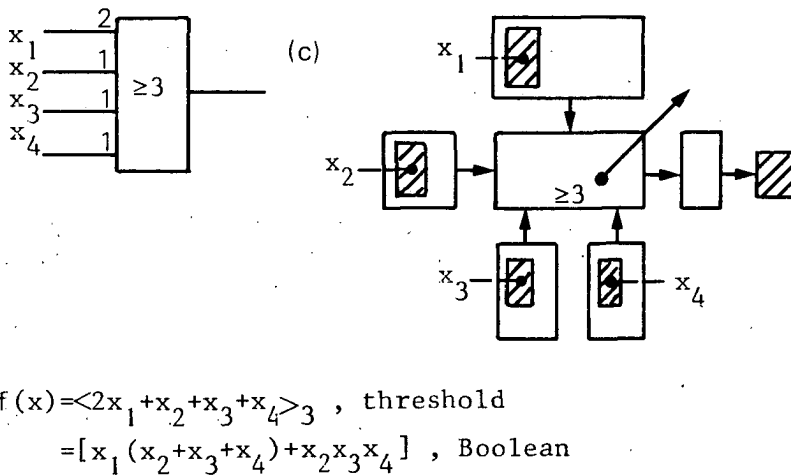 x₁ 2
x₂ 1
x₃ 1
x₄ 1
≥3
(c)
x₁
x₂
≥3
x₃
x₄
f(x)=<2x₁+x₂+x₃+x₄>₃ , threshold
=[x₁(x₂+x₃+x₄)+x₂x₃x₄] , Boolean